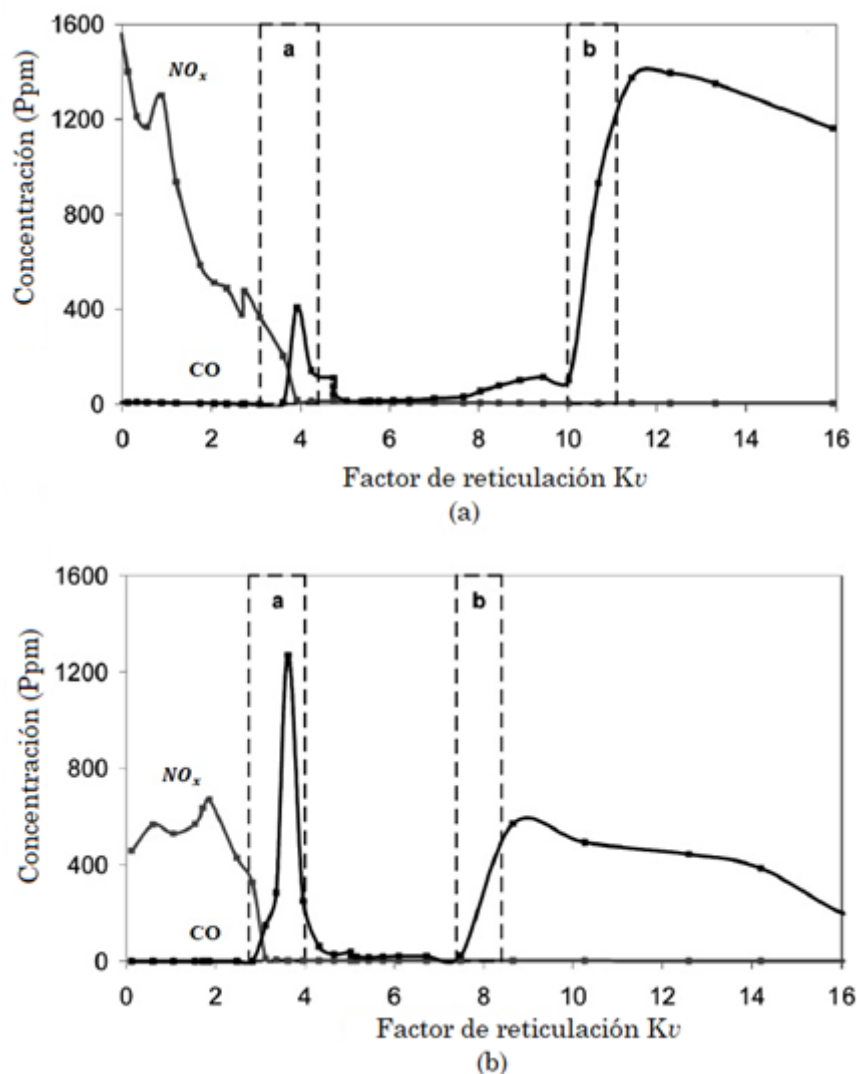 1600
1200
800
400
0
Concentración (Ppm)
NOₓ
a
b
CO
0 2 4 6 8 10 12 14 16
Factor de reticulación Kv
(a)
1600
1200
800
400
0
Concentración (Ppm)
a
b
NOₓ
CO
0 2 4 6 8 10 12 14 16
Factor de reticulación Kv
(b)